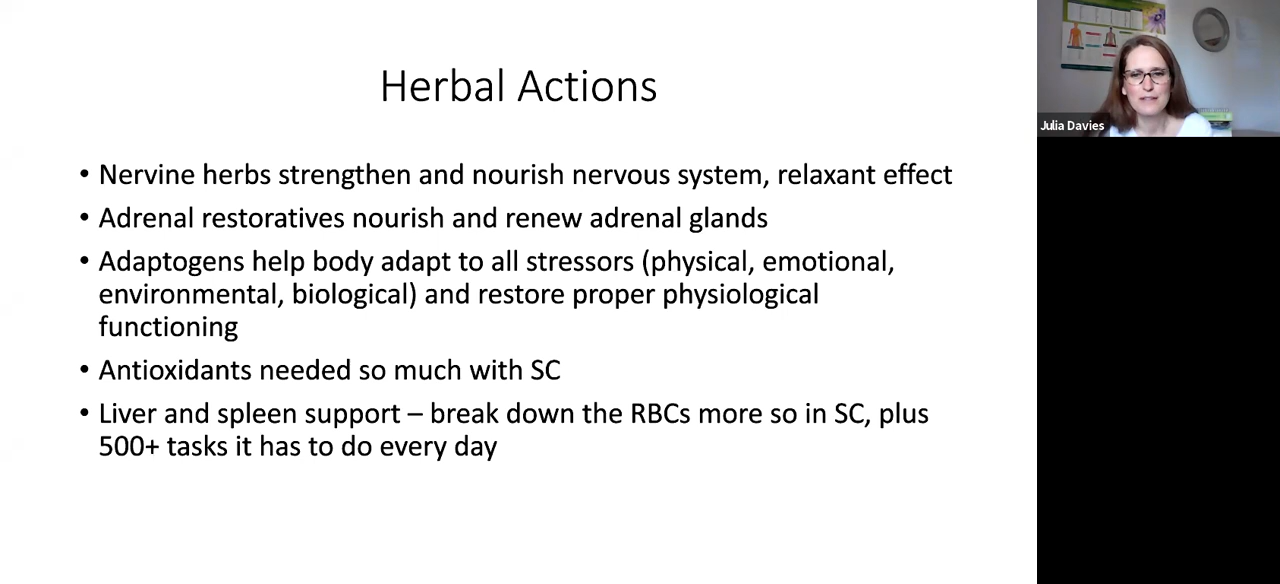 Herbal Actions
• Nervine herbs strengthen and nourish nervous system, relaxant effect
• Adrenal restoratives nourish and renew adrenal glands
• Adaptogens help body adapt to all stressors (physical, emotional,
environmental, biological) and restore proper physiological
functioning
• Antioxidants needed so much with SC
• Liver and spleen support – break down the RBCs more so in SC, plus
500+ tasks it has to do every day
Julia Davies